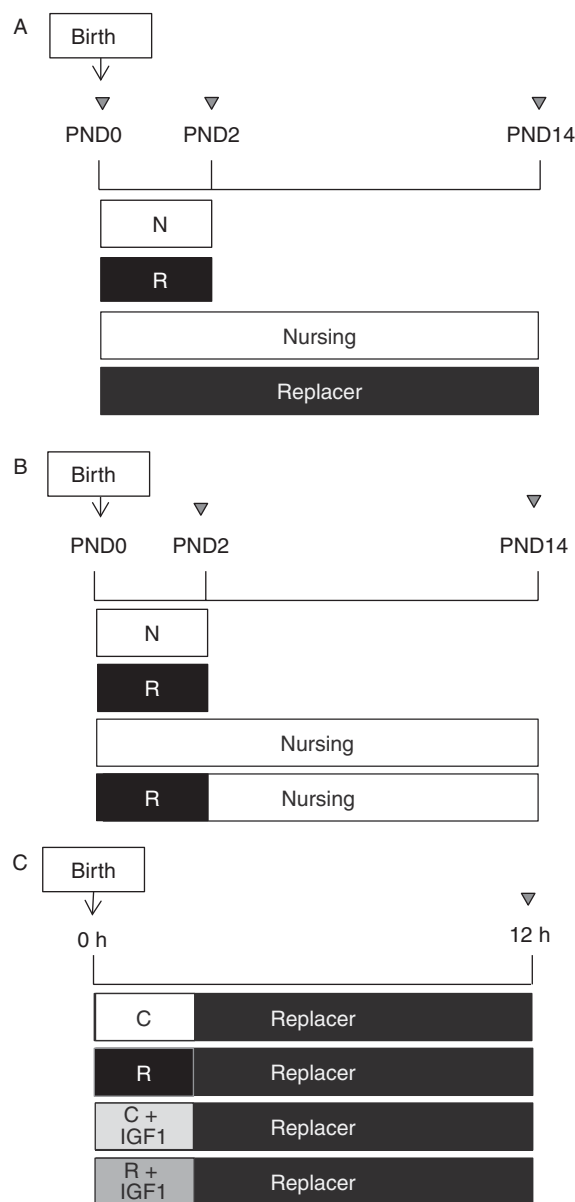 A
Birth
PND0 PND2 PND14
N
R
Nursing
Replacer
B
Birth
PND0 PND2 PND14
N
R
Nursing
R Nursing
C
Birth
0 h 12 h
C Replacer
R Replacer
C +
IGF1 Replacer
R +
IGF1 Replacer